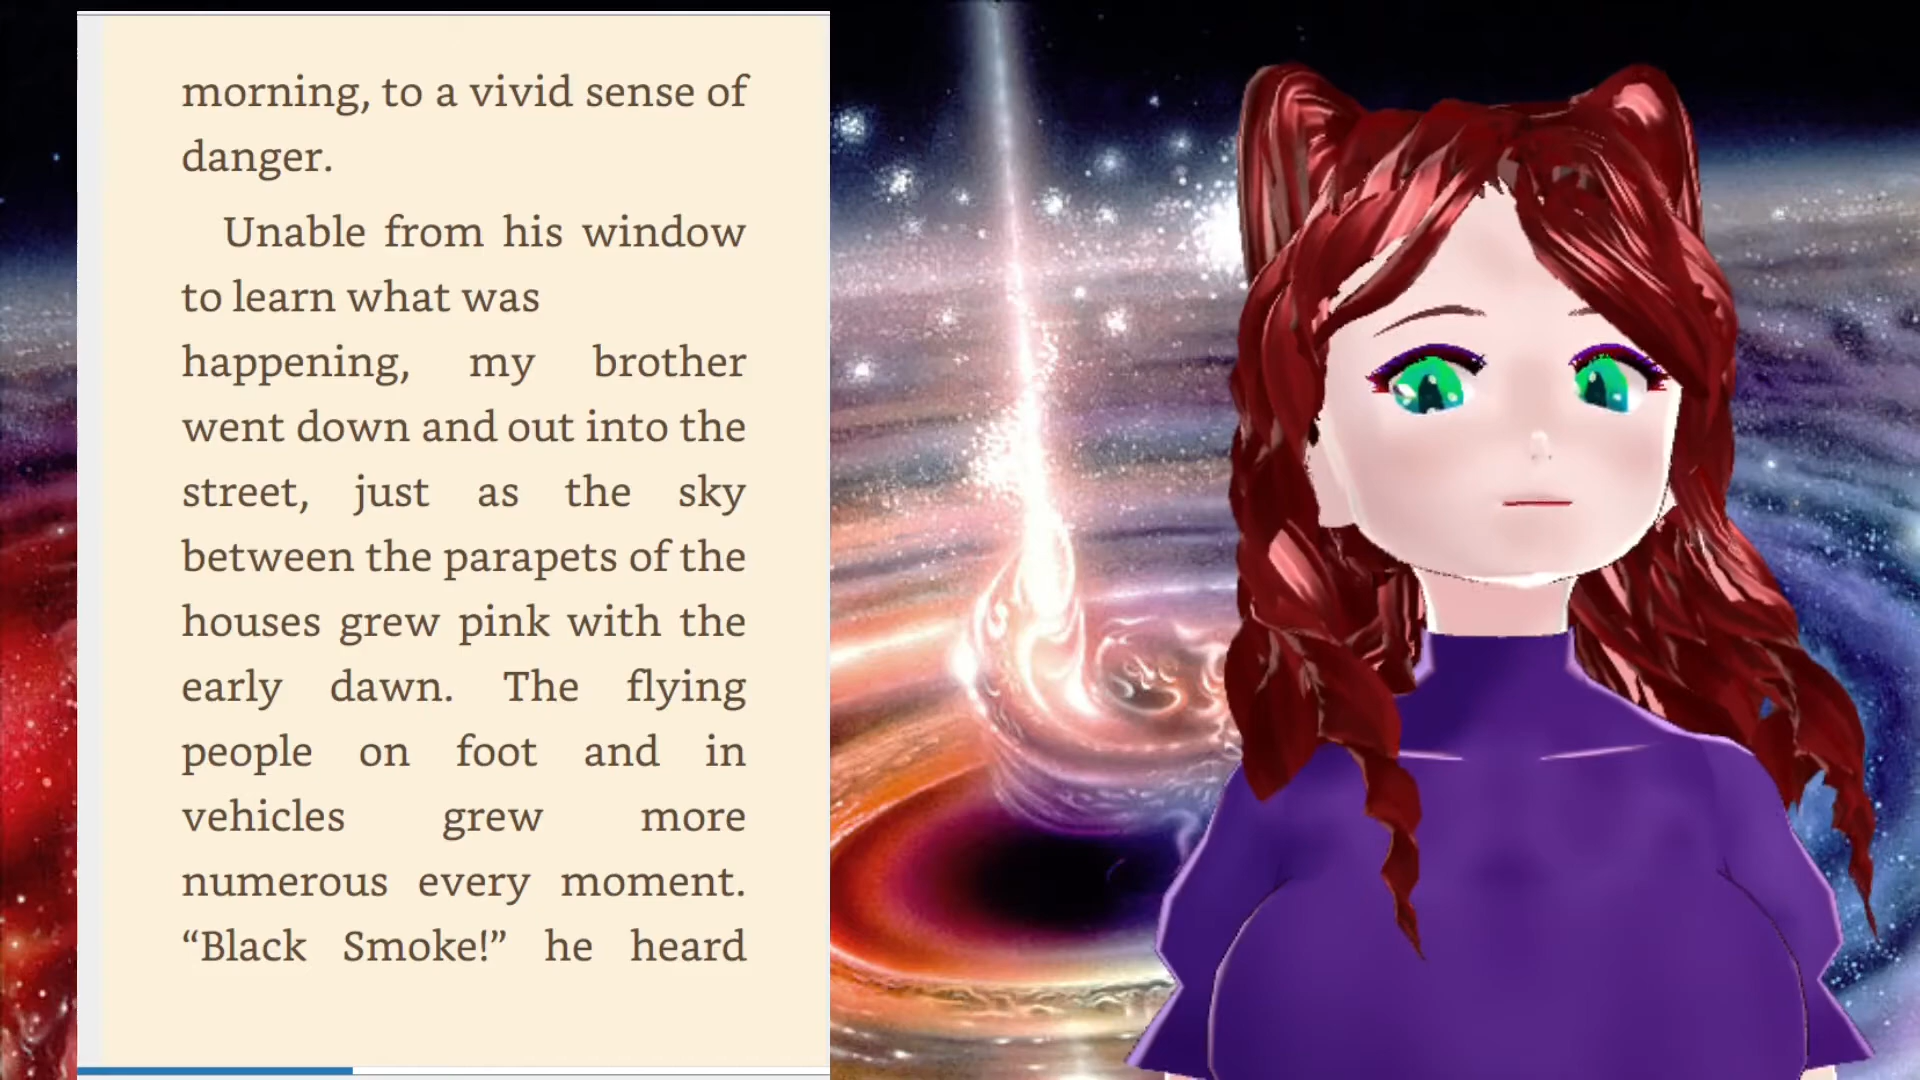 morning, to a vivid sense of
danger.
Unable from his window
to learn what was
happening, my brother
went down and out into the
street, just as the sky
between the parapets of the
houses grew pink with the
early dawn. The flying
people on foot and in
vehicles grew more
numerous every moment.
“Black Smoke!” he heard